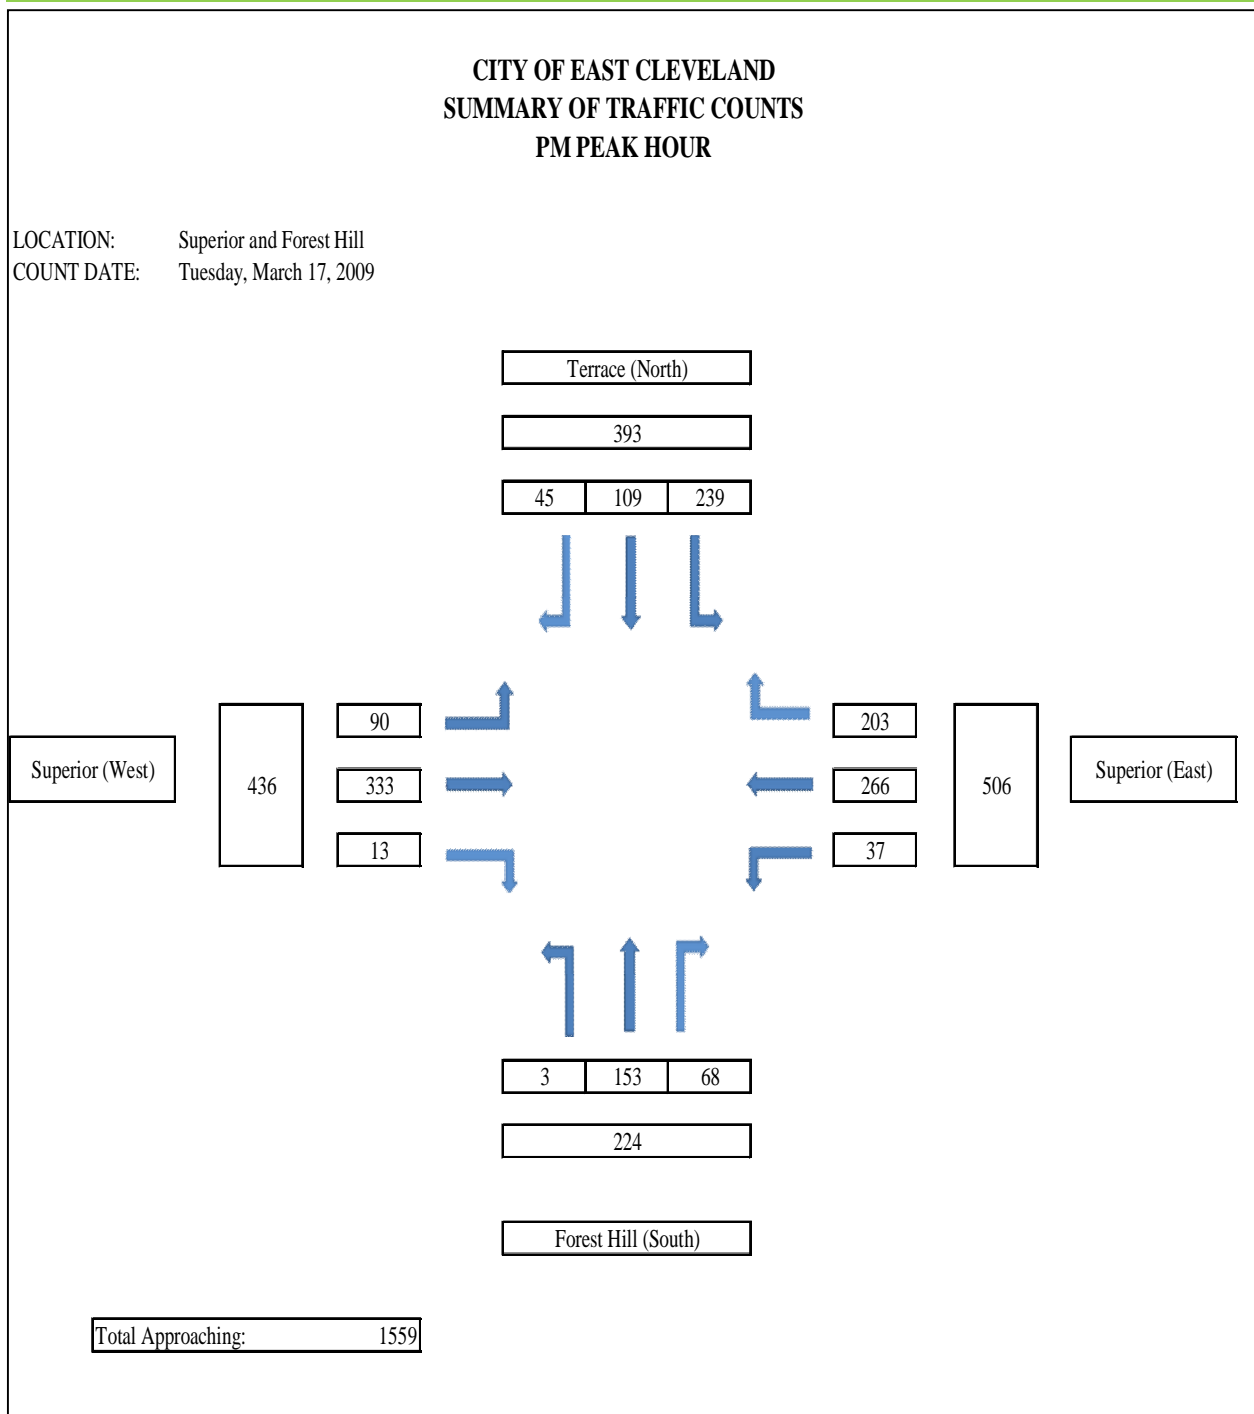 CITY OF EAST CLEVELAND
SUMMARY OF TRAFFIC COUNTS
PM PEAK HOUR
LOCATION: Superior and Forest Hill
COUNT DATE: Tuesday, March 17, 2009
Terrace (North)
393
45 109 239
90 203
Superior (West) 436 333 266 506 Superior (East)
13 37
3 153 68
224
Forest Hill (South)
Total Approaching: 1559